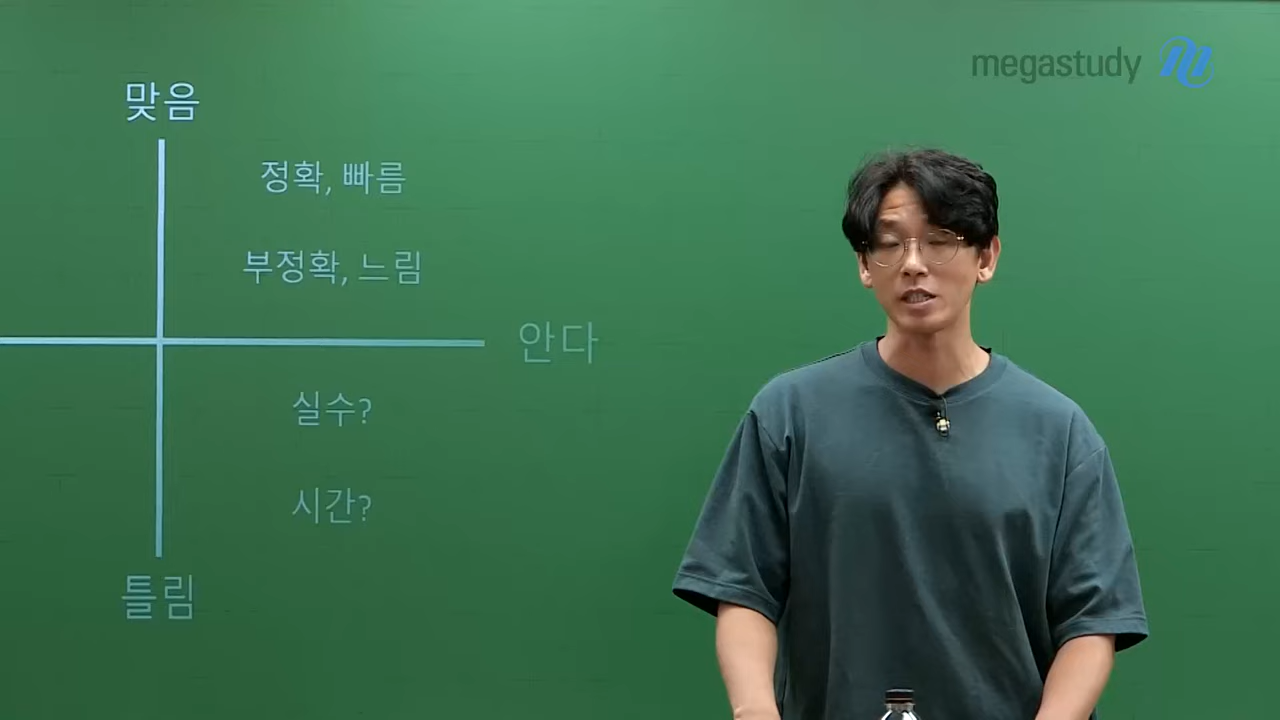 megastudy
맞음
정확, 빠름
부정확, 느림
안다
실수?
시간?
틀림